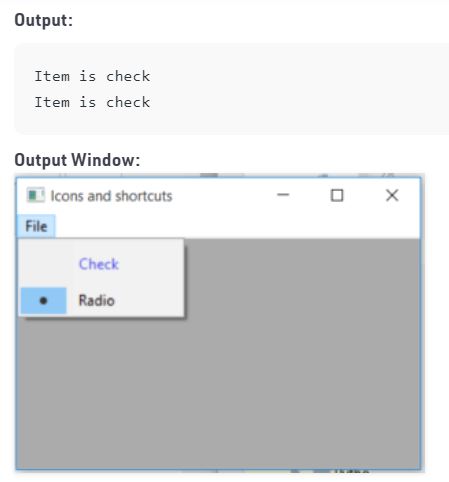 Output:
Item is check
Item is check
Output Window:
Icons and shortcuts
File
Check
Radio